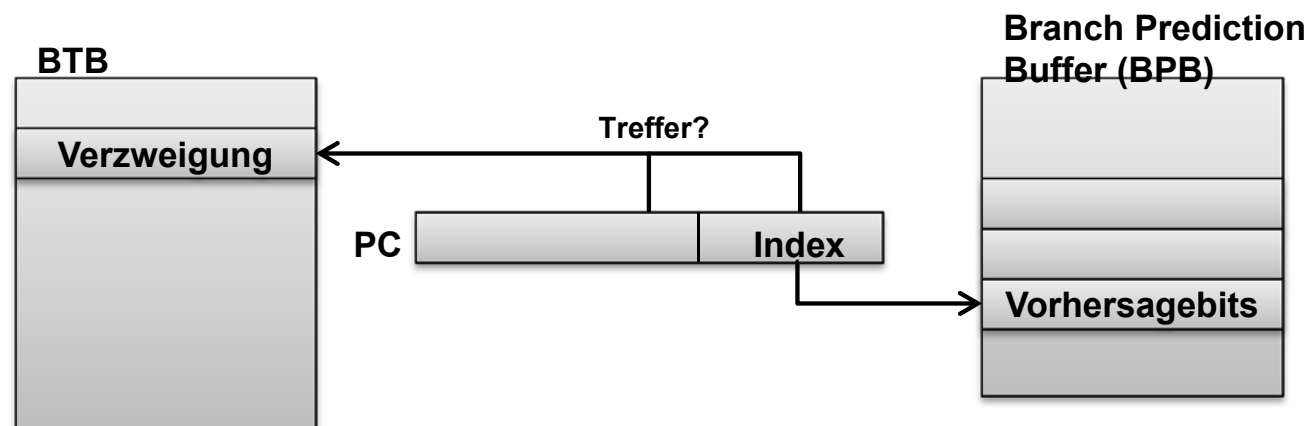 BTB
Branch Prediction
Buffer (BPB)
Treffer?
Verzweigung
PC
Index
Vorhersagebits